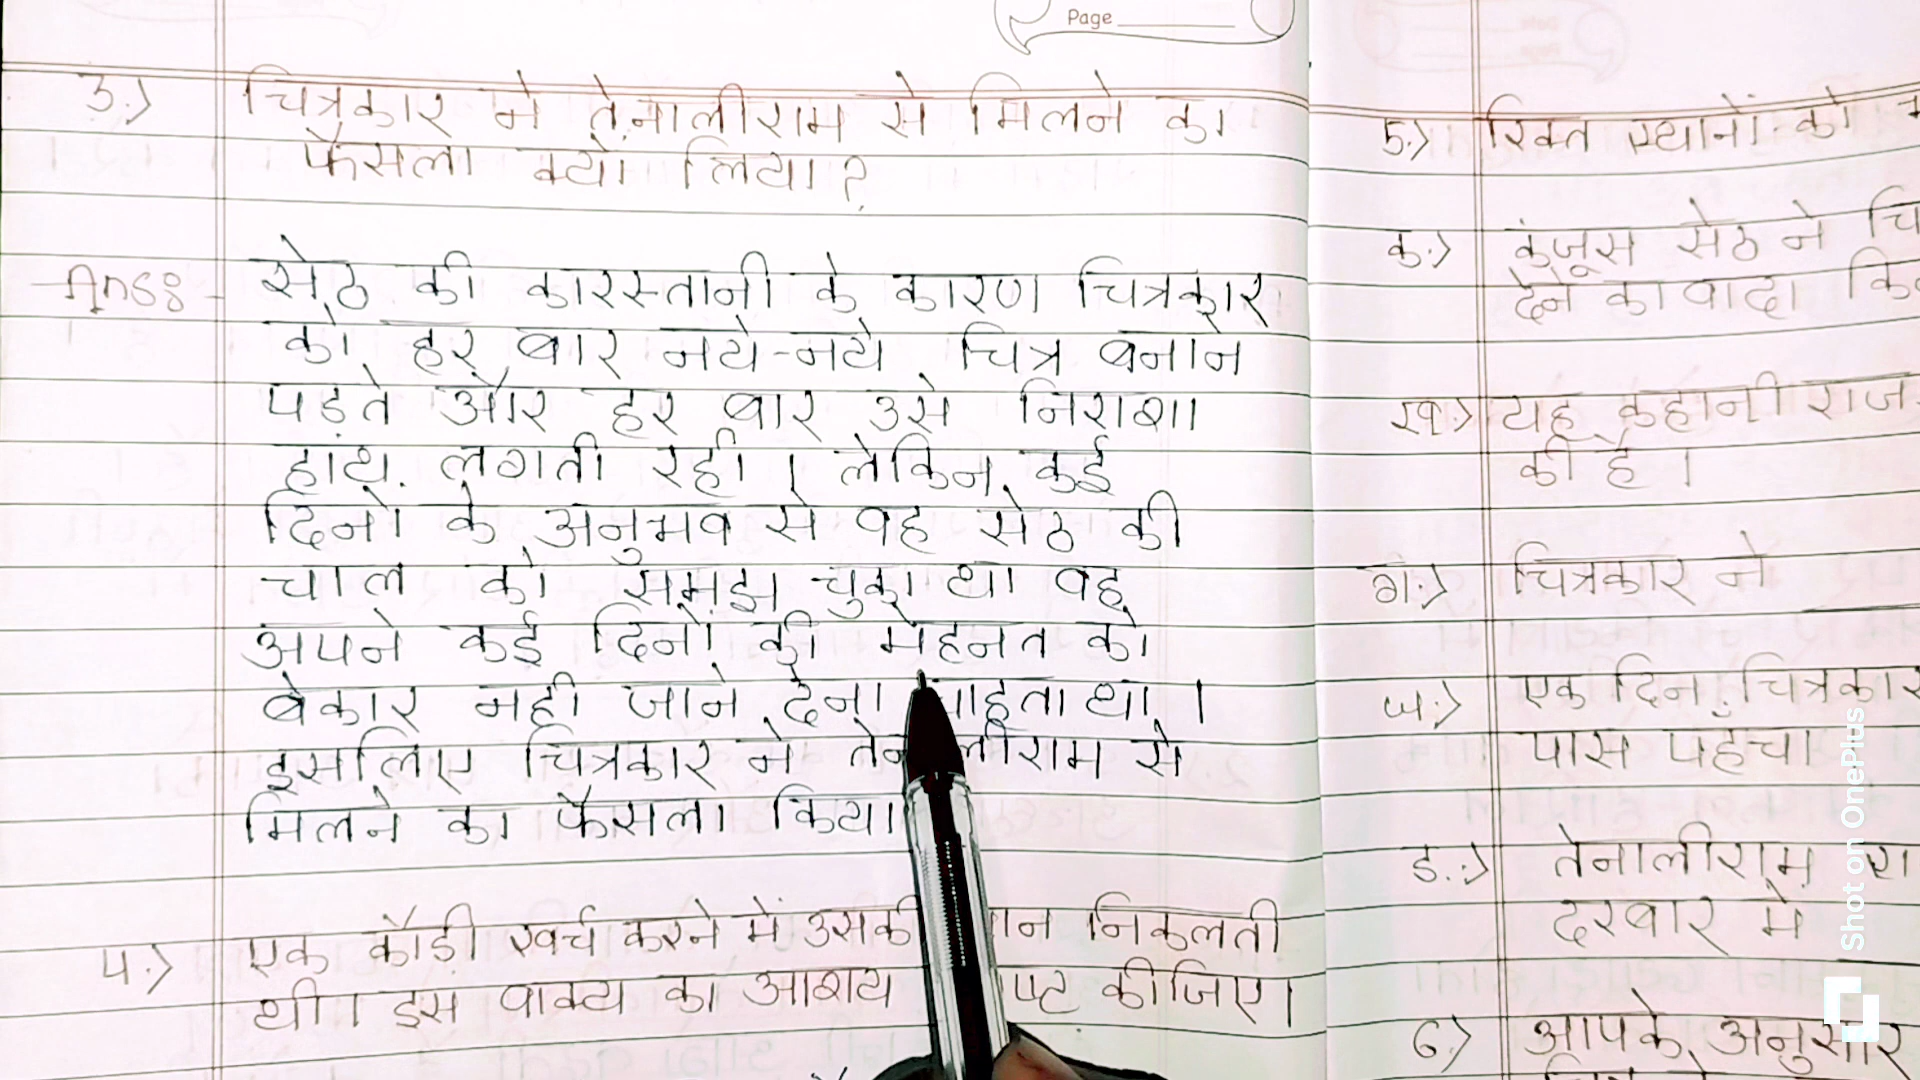 Page
3.) चित्रकार ने तेनालीराम से मिलने का
फैसला क्यों लिया?
Ans: सेठ की कारस्तानी के कारण चित्रकार
को हर बार नये-नये चित्र बनाने
पड़ते और हर बार उसे निराशा
हाथ लगती रही। लेकिन कई
दिनों के अनुभव से वह सेठ की
चाल को समझ चुका था वह
अपने कई दिनों की मेहनत को
बेकार नही जाने देना चाहता था।
इसलिए चित्रकार ने तेनालीराम से
मिलने का फैसला किया
4.) एक कौड़ी खर्च करने में उसकी निकलती
थी। इस वाक्य का आशय कीजिए।
5.) रिक्त स्थानों को
क.) कंजूस सेठ ने
देने का वादा
ख.) यह कहानी
की है।
ग.) चित्रकार ने
घ.) एक दिन चित्रकार
पास पहुँचा
ड.) तेनालीराम
दरबार मे
6.) आपके अनुसार
Shot on OnePlus